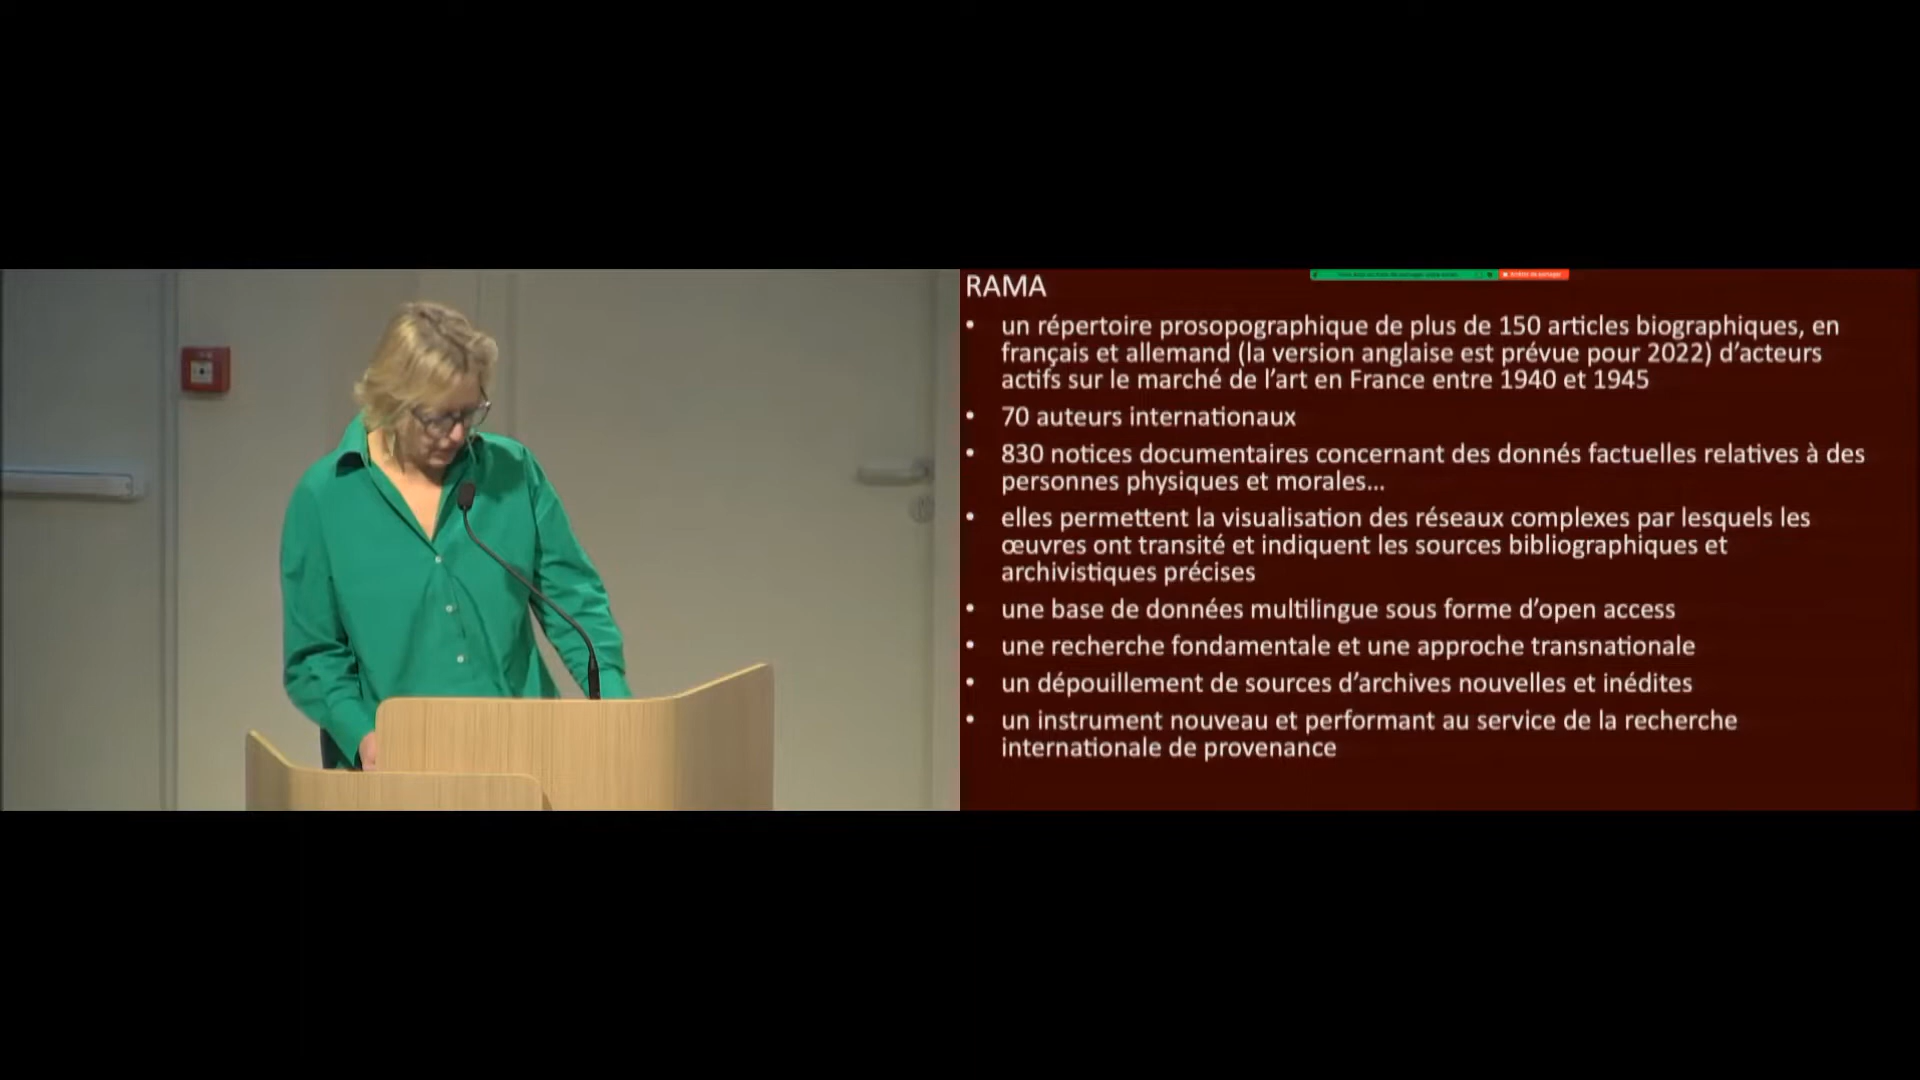 RAMA
• un répertoire prosopographique de plus de 150 articles biographiques, en
français et allemand (la version anglaise est prévue pour 2022) d’acteurs
actifs sur le marché de l’art en France entre 1940 et 1945
• 70 auteurs internationaux
• 830 notices documentaires concernant des donnés factuelles relatives à des
personnes physiques et morales...
• elles permettent la visualisation des réseaux complexes par lesquels les
œuvres ont transité et indiquent les sources bibliographiques et
archivistiques précises
• une base de données multilingue sous forme d’open access
• une recherche fondamentale et une approche transnationale
• un dépouillement de sources d’archives nouvelles et inédites
• un instrument nouveau et performant au service de la recherche
internationale de provenance